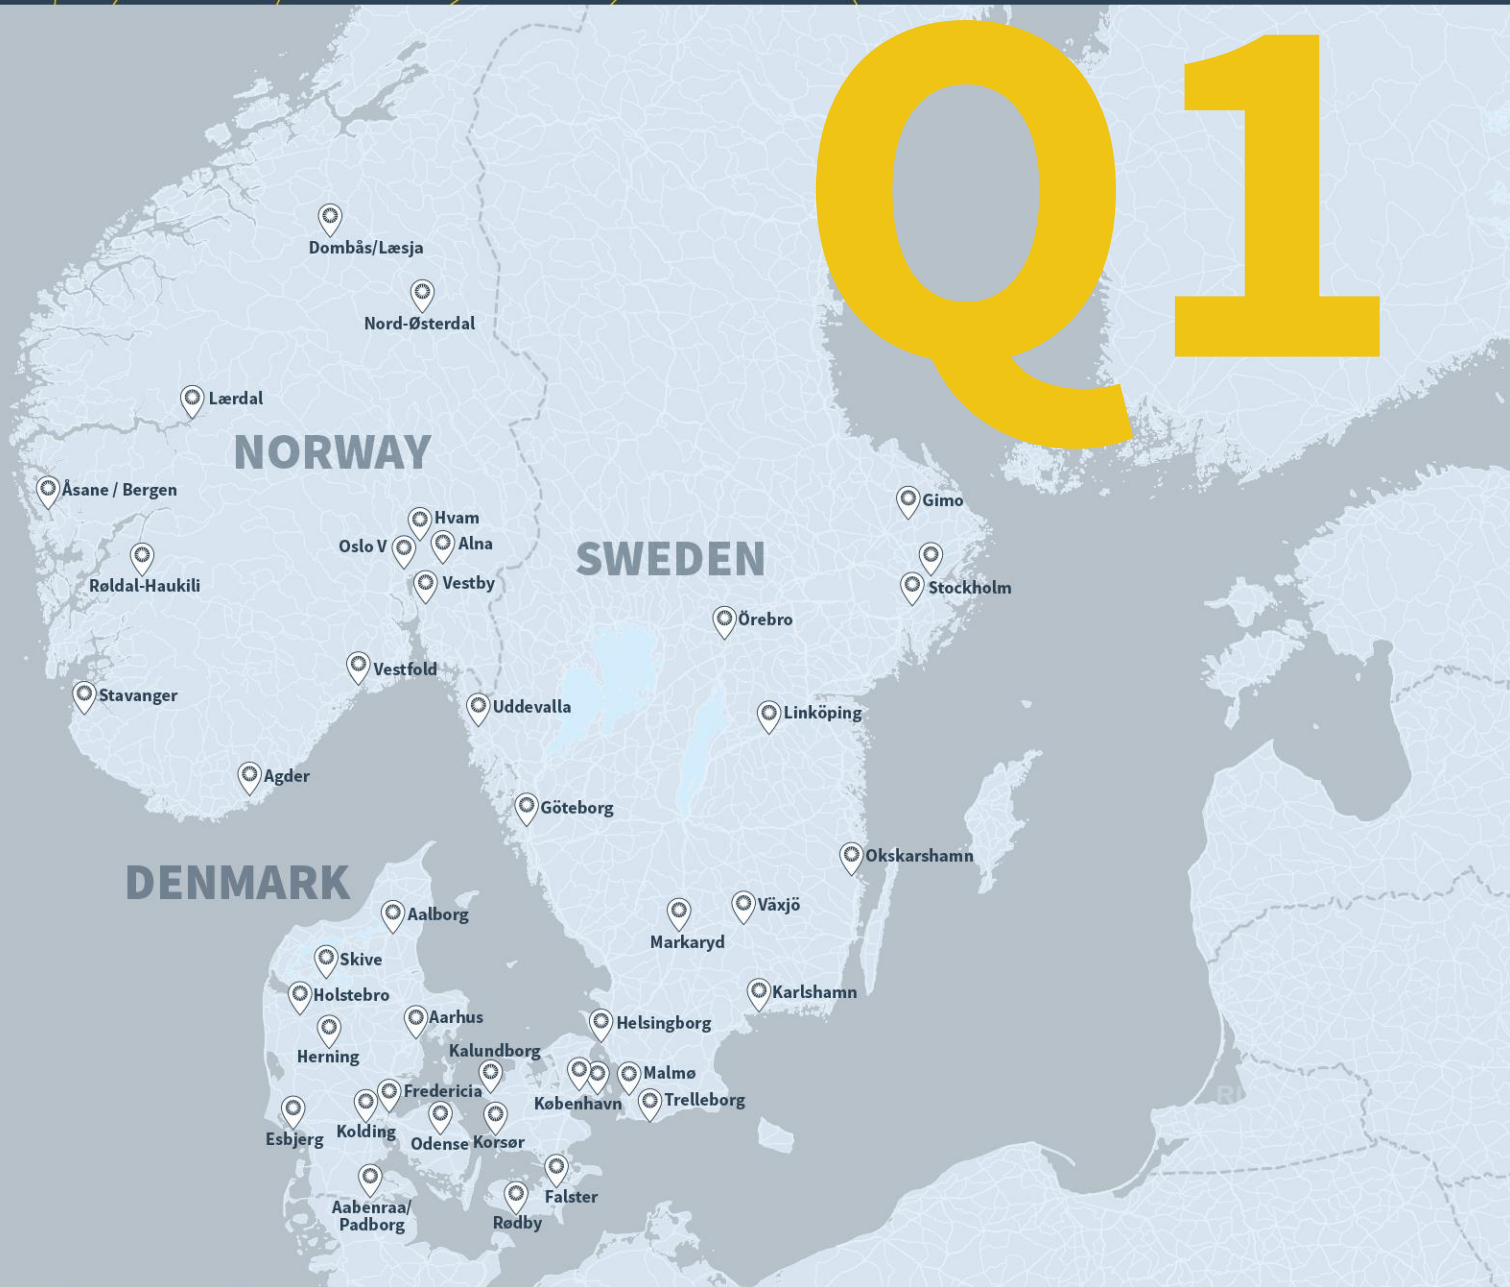 Q1
Dombås/Læsja
Nord-Østerdal
Lærdal
NORWAY
Åsane / Bergen
Gimo
Hvam
Oslo V
Alna
SWEDEN
Røldal-Haukili
Vestby
Stockholm
Örebro
Vestfold
Stavanger
Uddevalla
Linköping
Agder
Göteborg
Okskarshamn
DENMARK
Aalborg
Växjö
Markaryd
Skive
Holstebro
Karlshamn
Aarhus
Helsingborg
Herning
Kalundborg
Malmø
Fredericia
København
Trelleborg
Esbjerg
Kolding
Odense
Korsør
Falster
Aabenraa/
Padborg
Rødby